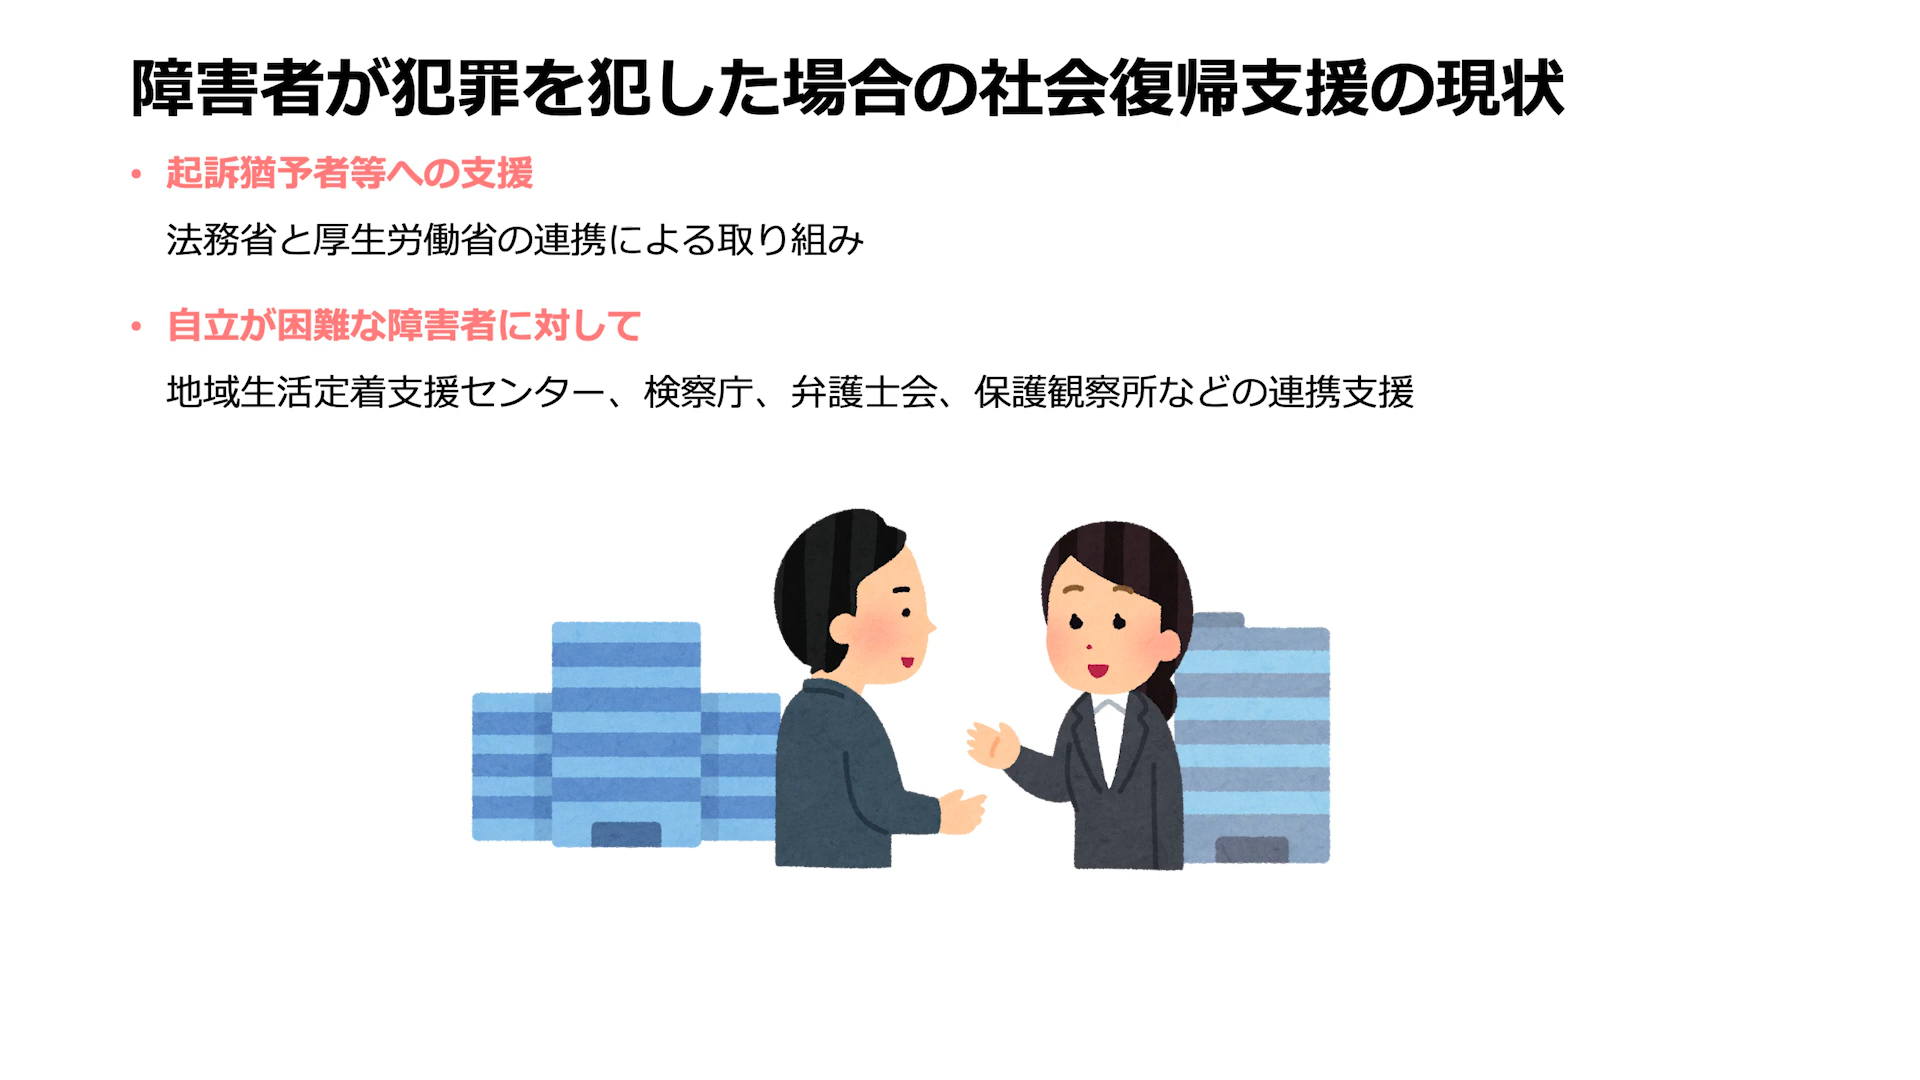 障害者が犯罪を犯した場合の社会復帰支援の現状
• 起訴猶予者等への支援
法務省と厚生労働省の連携による取り組み
• 自立が困難な障害者に対して
地域生活定着支援センター、検察庁、弁護士会、保護観察所などの連携支援